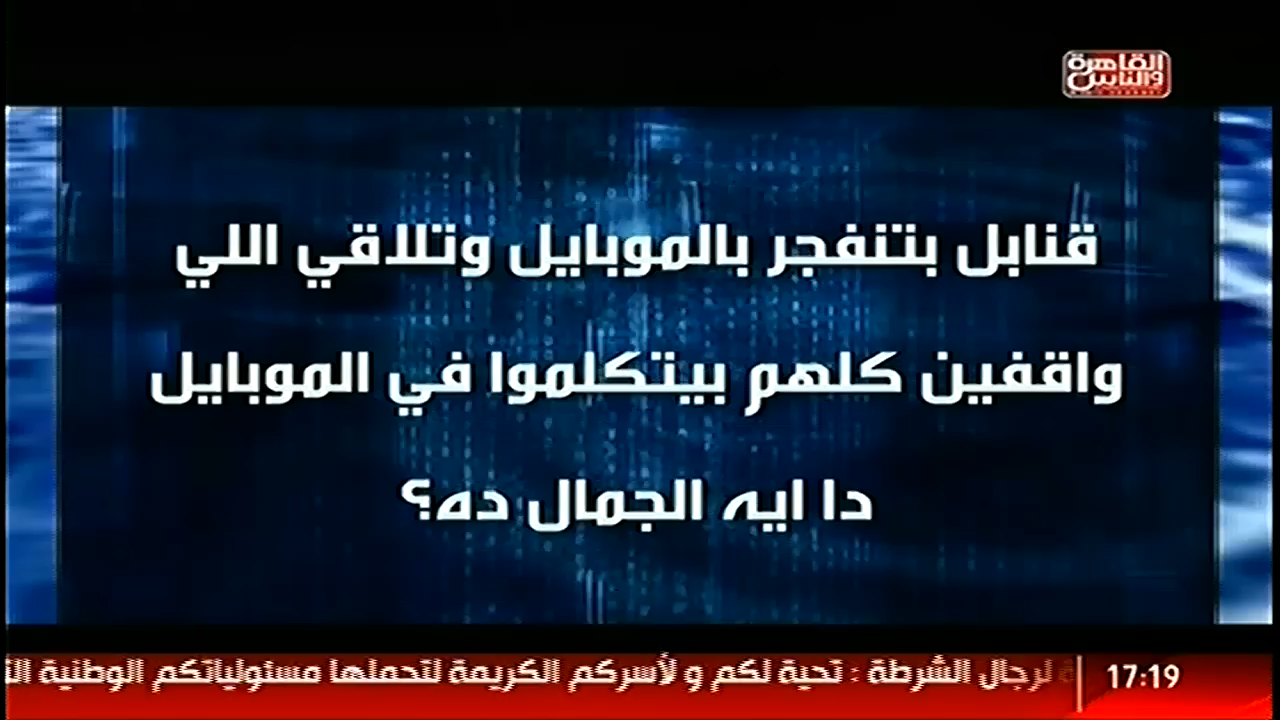 القاهرة
والناس
قنابل بتنفجر بالموبايل وتلاقي اللي
واقفين كلهم بيتكلموا في الموبايل
دا ايه الجمال ده؟
لرجال الشرطة : تحية لكم و لأسركم الكريمة لتحملها مسئولياتكم الوطنية
17:19